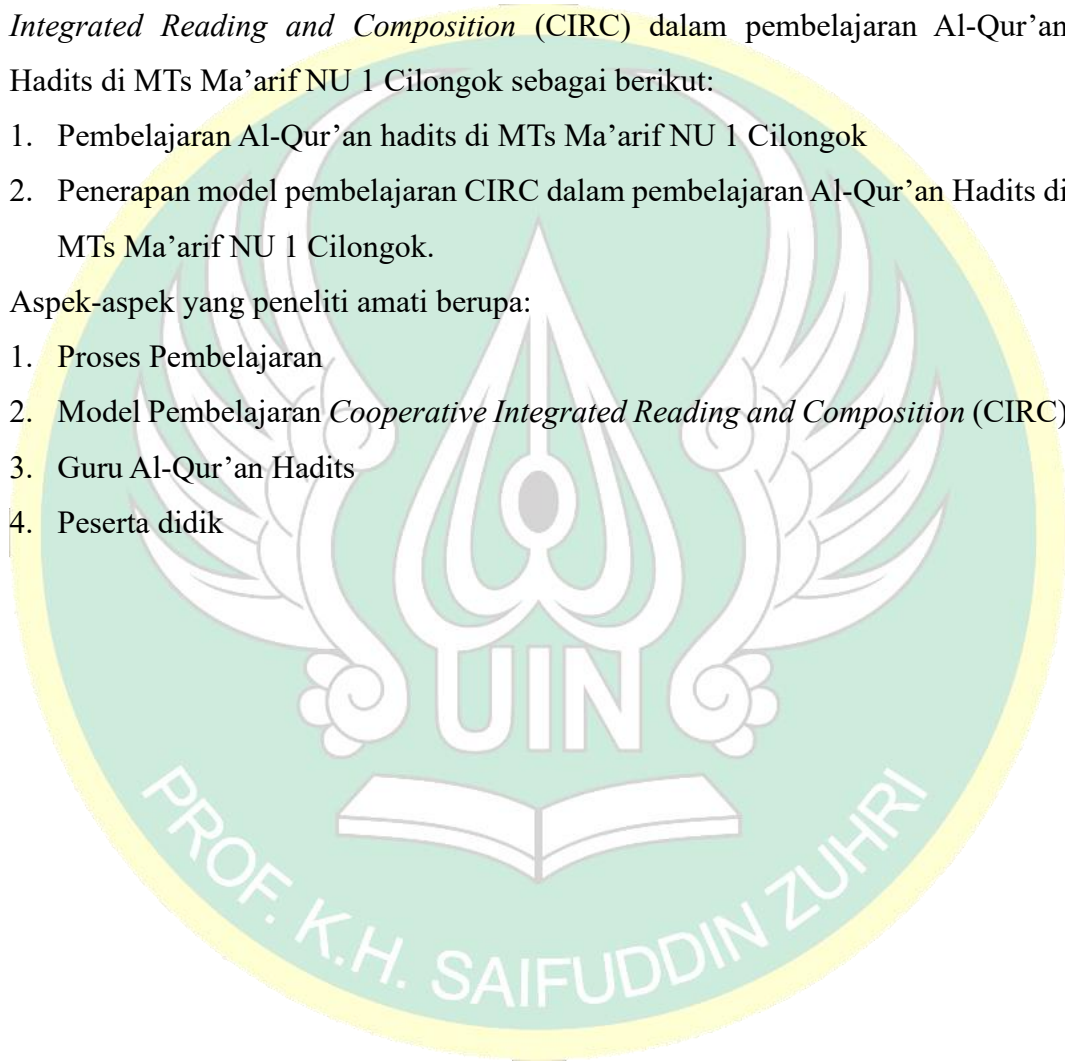 Integrated Reading and Composition (CIRC) dalam pembelajaran Al-Qur’an
Hadits di MTs Ma’arif NU 1 Cilongok sebagai berikut:
1. Pembelajaran Al-Qur’an hadits di MTs Ma’arif NU 1 Cilongok
2. Penerapan model pembelajaran CIRC dalam pembelajaran Al-Qur’an Hadits di
MTs Ma’arif NU 1 Cilongok.
Aspek-aspek yang peneliti amati berupa:
1. Proses Pembelajaran
2. Model Pembelajaran Cooperative Integrated Reading and Composition (CIRC)
3. Guru Al-Qur’an Hadits
4. Peserta didik
UIN
PROF. K.H. SAIFUDDIN ZUHRI